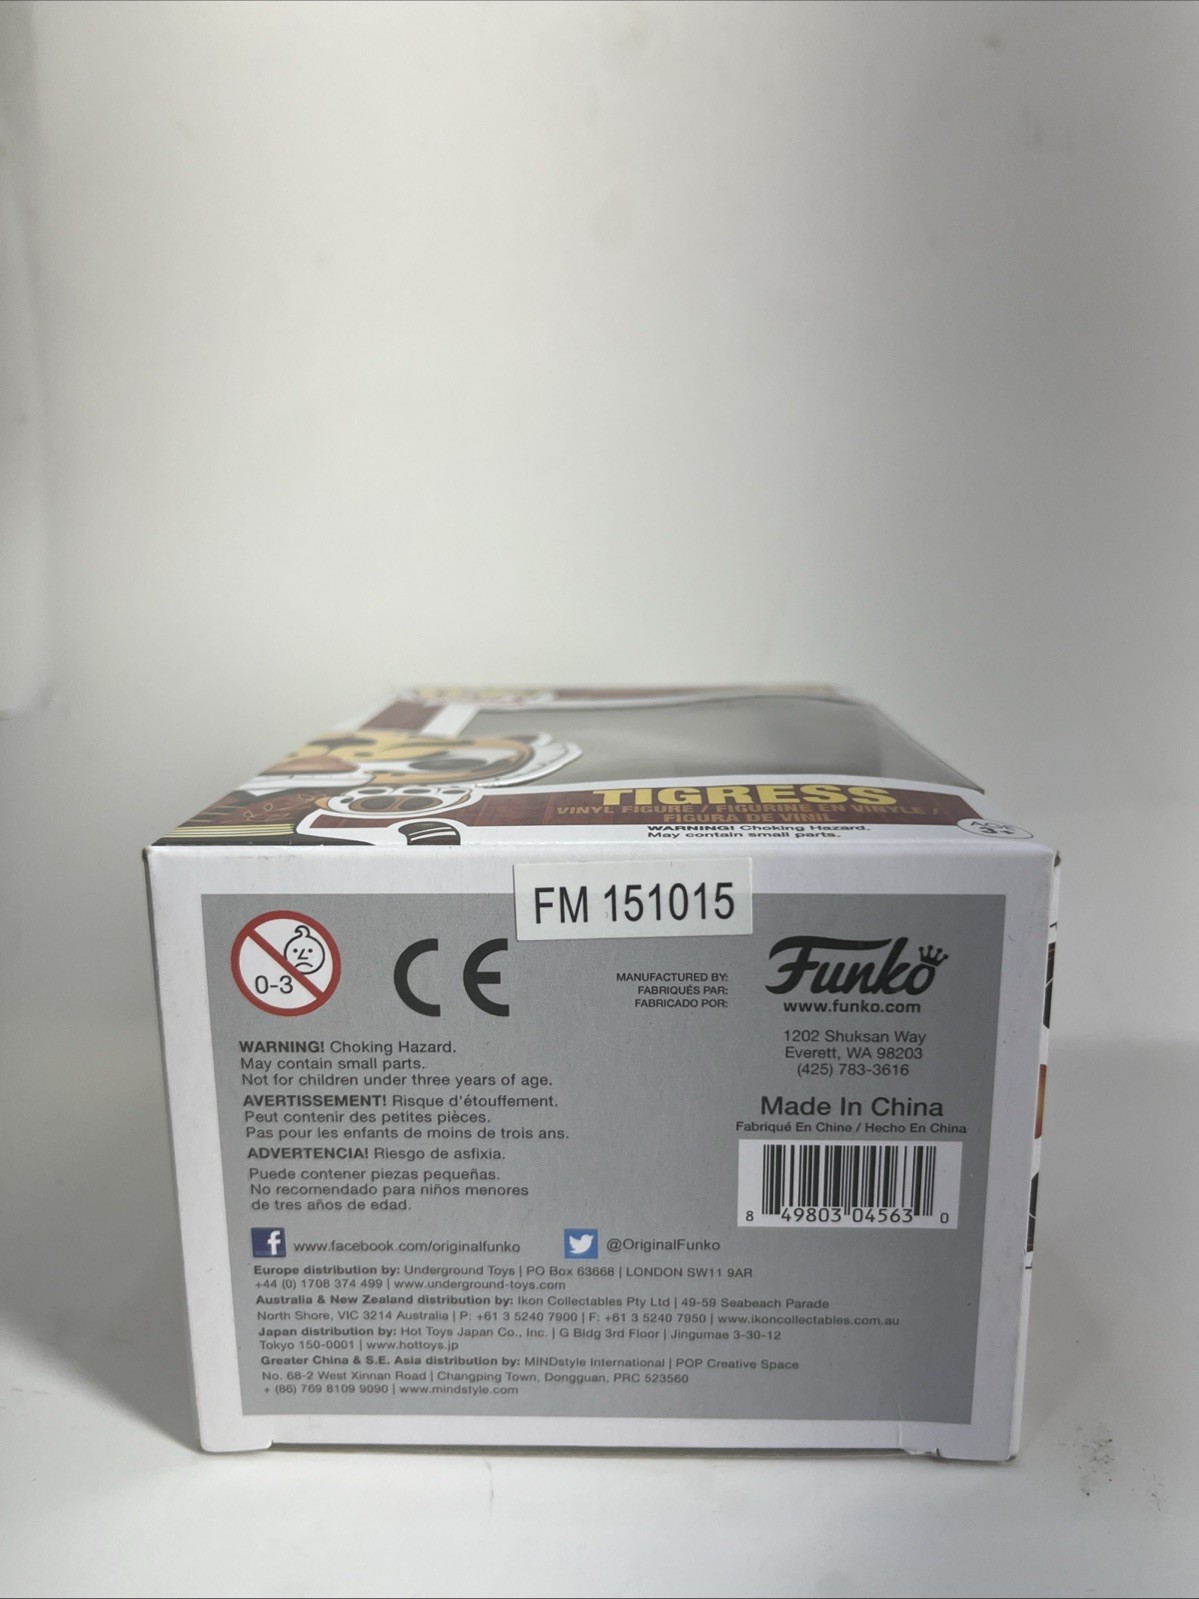 TIGRESS
VINYL FIGURE / FIGURINE EN VINYLE /
FIGURA DE VINIL
WARNING! Choking Hazard.
May contain small parts.
3+
FM 151015
0-3
CE
MANUFACTURED BY:
FABRIQUÉS PAR:
FABRICADO POR:
Funko
www.funko.com
1202 Shuksan Way
Everett, WA 98203
(425) 783-3616
Made In China
Fabriqué En Chine / Hecho En China
8 49803 04563 0
WARNING! Choking Hazard.
May contain small parts.
Not for children under three years of age.
AVERTISSEMENT! Risque d'étouffement.
Peut contenir des petites pièces.
Pas pour les enfants de moins de trois ans.
ADVERTENCIA! Riesgo de asfixia.
Puede contener piezas pequeñas.
No recomendado para niños menores
de tres años de edad.
f www.facebook.com/originalfunko
@OriginalFunko
Europe distribution by: Underground Toys | PO Box 63668 | LONDON SW11 9AR
+44 (0) 1708 374 499 | www.underground-toys.com
Australia & New Zealand distribution by: Ikon Collectables Pty Ltd | 49-59 Seabeach Parade
North Shore, VIC 3214 Australia | P: +61 3 5240 7900 | F: +61 3 5240 7950 | www.ikoncollectables.com.au
Japan distribution by: Hot Toys Japan Co., Inc. | G Bldg 3rd Floor | Jingumae 3-30-12
Tokyo 150-0001 | www.hottoys.jp
Greater China & S.E. Asia distribution by: MINDstyle International | POP Creative Space
No. 68-2 West Xinnan Road | Changping Town, Dongguan, PRC 523560
+ (86) 769 8109 9090 | www.mindstyle.com